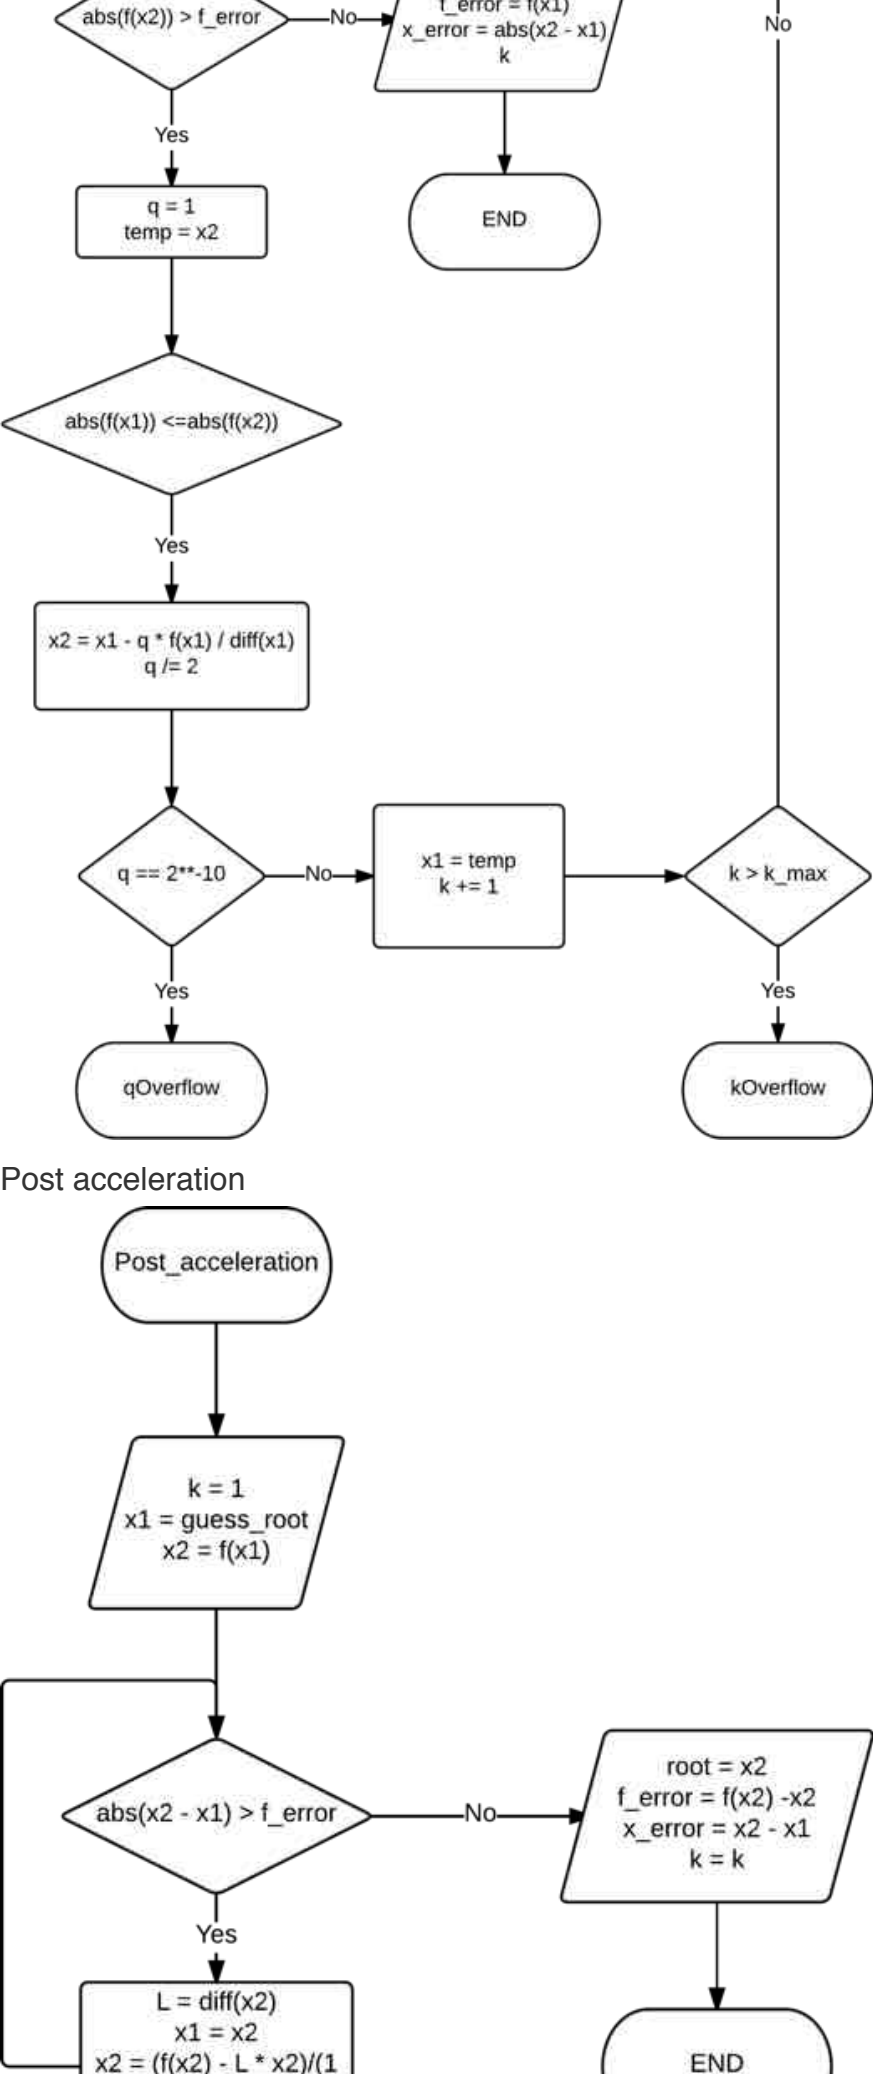 f_error = f(x1)
abs(f(x2)) > f_error
No
x_error = abs(x2 - x1)
k
No
Yes
q = 1
temp = x2
END
abs(f(x1)) <=abs(f(x2))
Yes
x2 = x1 - q * f(x1) / diff(x1)
q /= 2
q == 2**-10
No
x1 = temp
k += 1
k > k_max
Yes
Yes
qOverflow
kOverflow
Post acceleration
Post_acceleration
k = 1
x1 = guess_root
x2 = f(x1)
abs(x2 - x1) > f_error
No
root = x2
f_error = f(x2) -x2
x_error = x2 - x1
k = k
Yes
L = diff(x2)
x1 = x2
x2 = (f(x2) - L * x2)/(1
END